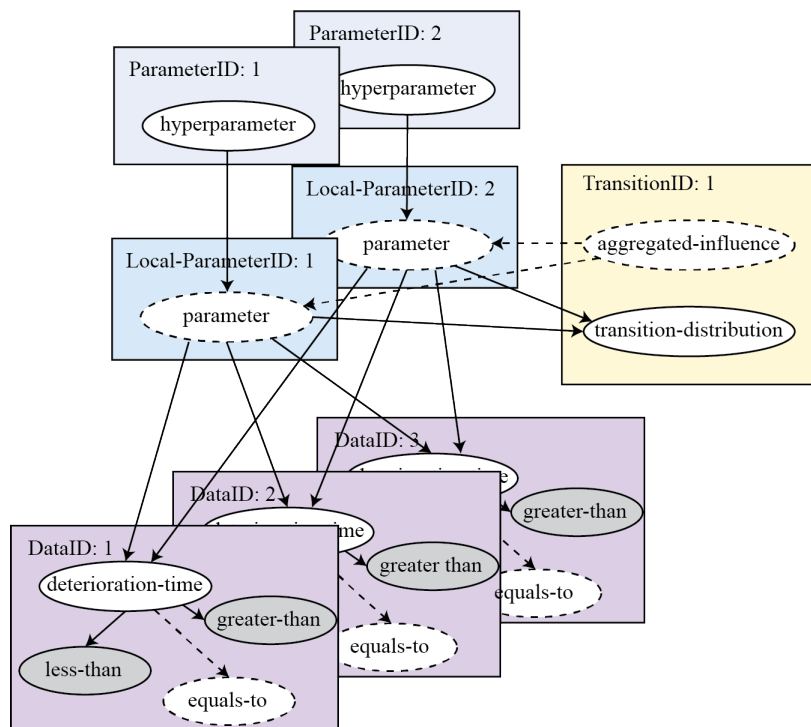 ParameterID: 2
hyperparameter
ParameterID: 1
hyperparameter
Local-ParameterID: 2
parameter
TransitionID: 1
aggregated-influence
transition-distribution
Local-ParameterID: 1
parameter
DataID: 3
greater-than
equals-to
DataID: 2
greater than
equals-to
DataID: 1
deterioration-time
greater-than
less-than
equals-to